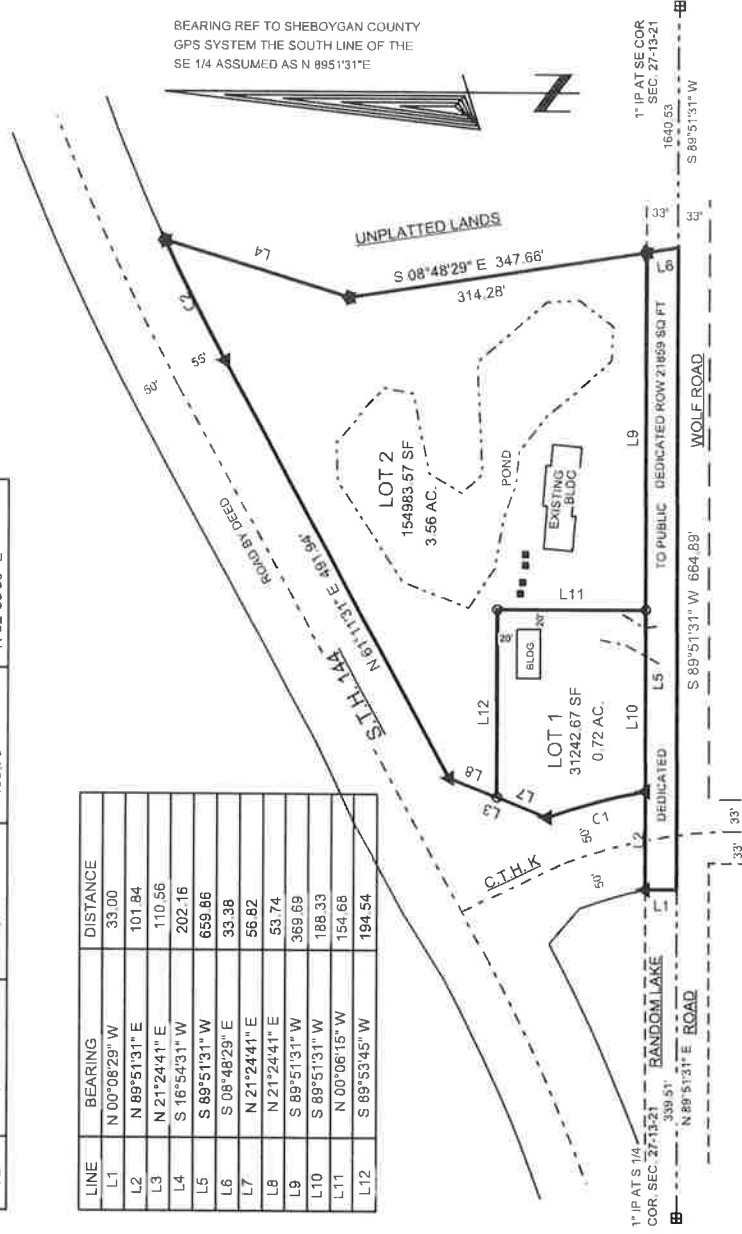 BEARING REF TO SHEBOYGAN COUNTY
GPS SYSTEM THE SOUTH LINE OF THE
SE 1/4 ASSUMED AS N 8951'31"E
N
1" IP AT SE COR
SEC. 27-13-21
1640.53
S 89°51'31" W
33'
33'
UNPLATTED LANDS
L4
S 08°48'29" E 347.66'
314.28'
C2
55'
50'
ROAD BY DEED
N 61°11'31" E 491.94'
S.T.H. 144
LOT 2
154983.57 SF
3.56 AC.
POND
EXISTING
BLDG
L6
L9
L11
L12
20'
20'
BLDG
LOT 1
31242.67 SF
0.72 AC.
L8
L3
L7
C1
50'
50'
C.T.H. K
L10
L5
L2
L1
DEDICATED
TO PUBLIC DEDICATED ROW 21859 SQ FT
WOLF ROAD
S 89°51'31" W 664.89'
33'
33'
RANDOM LAKE
ROAD
339.51'
N 89°51'31" E
1" IP AT S 1/4
COR. SEC. 27-13-21
LINE BEARING DISTANCE
L1 N 00°08'29" W 33.00
L2 N 89°51'31" E 101.84
L3 N 21°24'41" E 110.56
L4 S 16°54'31" W 202.16
L5 S 89°51'31" W 659.86
L6 S 08°48'29" E 33.38
L7 N 21°24'41" E 56.82
L8 N 21°24'41" E 53.74
L9 S 89°51'31" W 369.69
L10 S 89°51'31" W 188.33
L11 N 00°06'15" W 154.68
L12 S 89°53'45" W 194.54